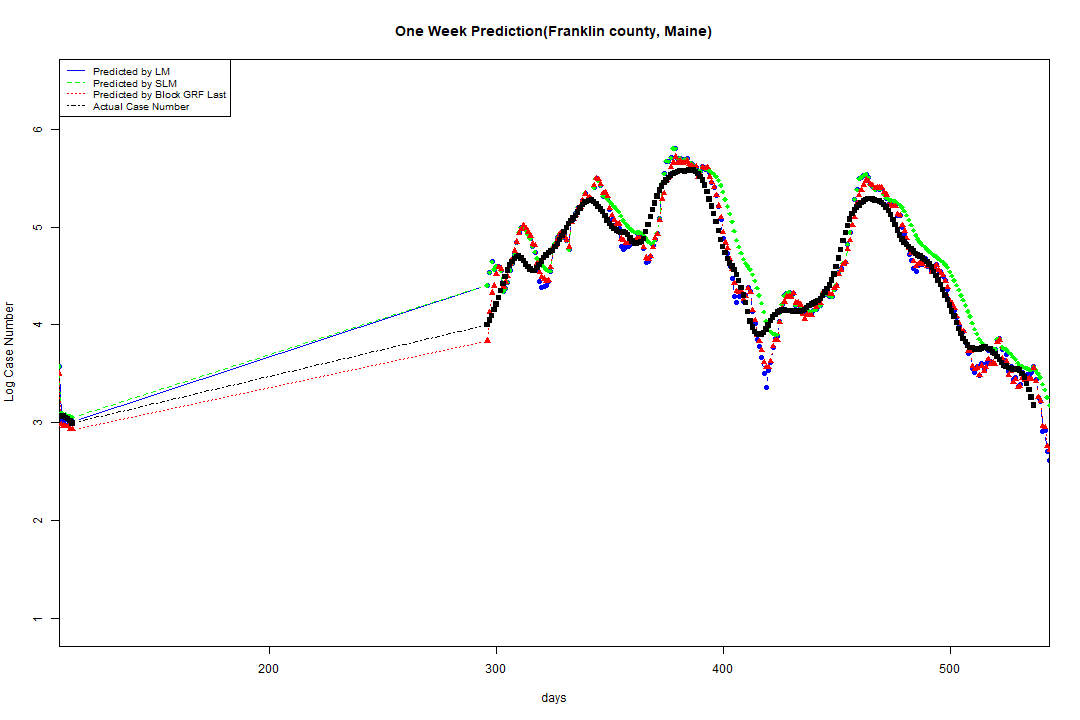 One Week Prediction(Franklin county, Maine)
Predicted by LM
Predicted by SLM
Predicted by Block GRF Last
Actual Case Number
6
5
4
3
2
1
Log Case Number
200
300
400
500
days